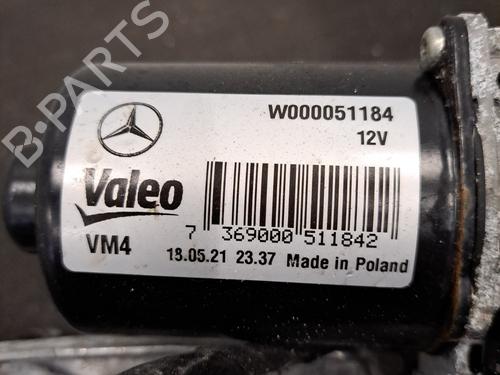 B-PARTS
W000051184
12V
Valeo
7 369000 511842
VM4
18.05.21 23.37 Made in Poland